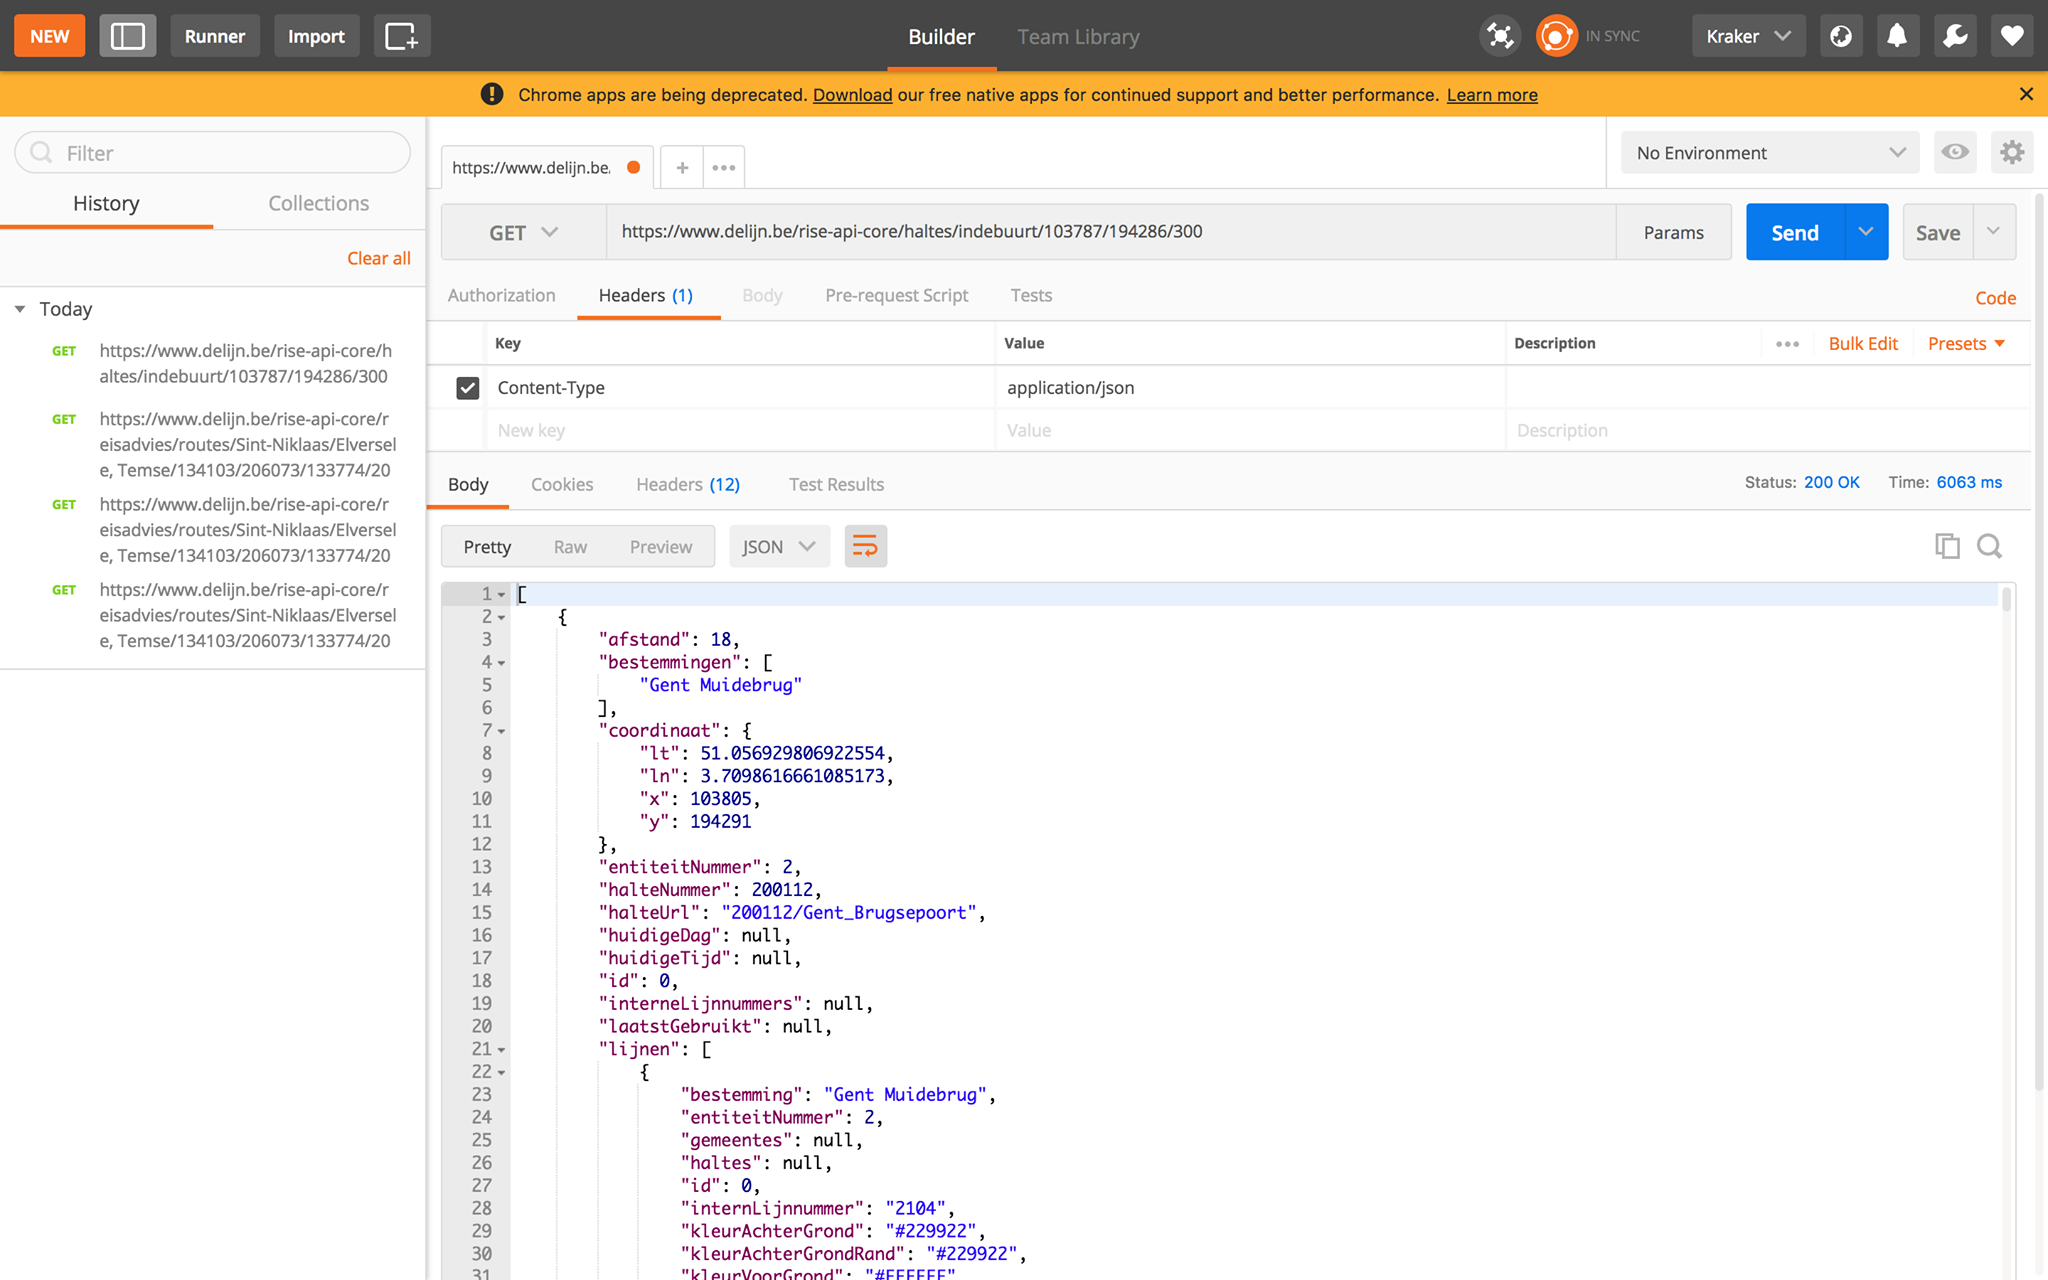 NEW Runner Import Builder Team Library IN SYNC Kraker
Chrome apps are being deprecated. Download our free native apps for continued support and better performance. Learn more
Filter
History Collections
Clear all
Today
GET https://www.delijn.be/rise-api-core/h
altes/indebuurt/103787/194286/300
GET https://www.delijn.be/rise-api-core/r
eisadvies/routes/Sint-Niklaas/Elversel
e, Temse/134103/206073/133774/20
GET https://www.delijn.be/rise-api-core/r
eisadvies/routes/Sint-Niklaas/Elversel
e, Temse/134103/206073/133774/20
GET https://www.delijn.be/rise-api-core/r
eisadvies/routes/Sint-Niklaas/Elversel
e, Temse/134103/206073/133774/20
https://www.delijn.be. + ••• No Environment
GET https://www.delijn.be/rise-api-core/haltes/indebuurt/103787/194286/300 Params Send Save
Authorization Headers (1) Body Pre-request Script Tests Code
Key Value Description ••• Bulk Edit Presets
Content-Type application/json
New key Value Description
Body Cookies Headers (12) Test Results Status: 200 OK Time: 6063 ms
Pretty Raw Preview JSON
1 [
2 {
3 "afstand": 18,
4 "bestemmingen": [
5 "Gent Muidebrug"
6 ],
7 "coordinaat": {
8 "lt": 51.056929806922554,
9 "ln": 3.7098616661085173,
10 "x": 103805,
11 "y": 194291
12 },
13 "entiteitNummer": 2,
14 "halteNummer": 200112,
15 "halteUrl": "200112/Gent_Brugsepoort",
16 "huidigeDag": null,
17 "huidigeTijd": null,
18 "id": 0,
19 "interneLijnnummers": null,
20 "laatstGebruikt": null,
21 "lijnen": [
22 {
23 "bestemming": "Gent Muidebrug",
24 "entiteitNummer": 2,
25 "gemeentes": null,
26 "haltes": null,
27 "id": 0,
28 "internLijnnummer": "2104",
29 "kleurAchterGrond": "#229922",
30 "kleurAchterGrondRand": "#229922",
31 "kleurVoorGrond": "#FFFFFF"